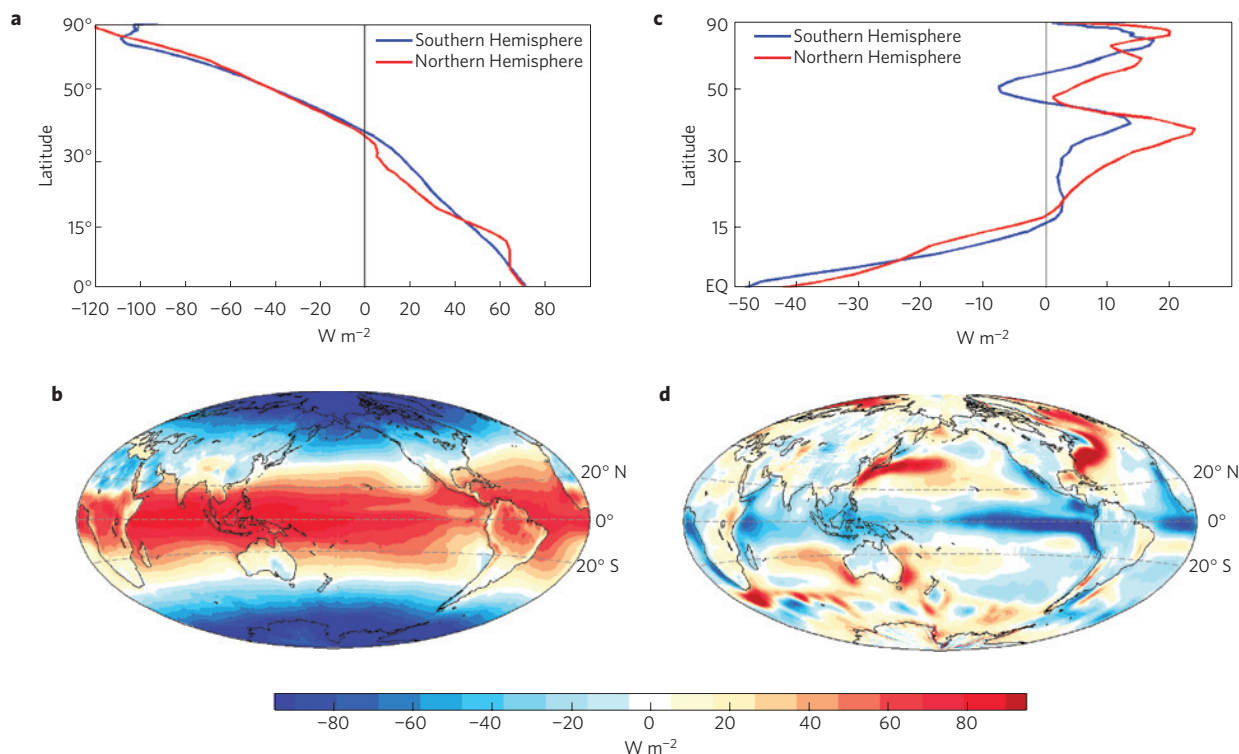 a
90°
50°
30°
15°
0°
Latitude
Southern Hemisphere
Northern Hemisphere
−120 −100 −80 −60 −40 −20 0 20 40 60 80
W m−2
c
90
50
30
15
EQ
Latitude
Southern Hemisphere
Northern Hemisphere
−50 −40 −30 −20 −10 0 10 20
W m−2
b
20° N
0°
20° S
d
20° N
0°
20° S
−80 −60 −40 −20 0 20 40 60 80
W m−2